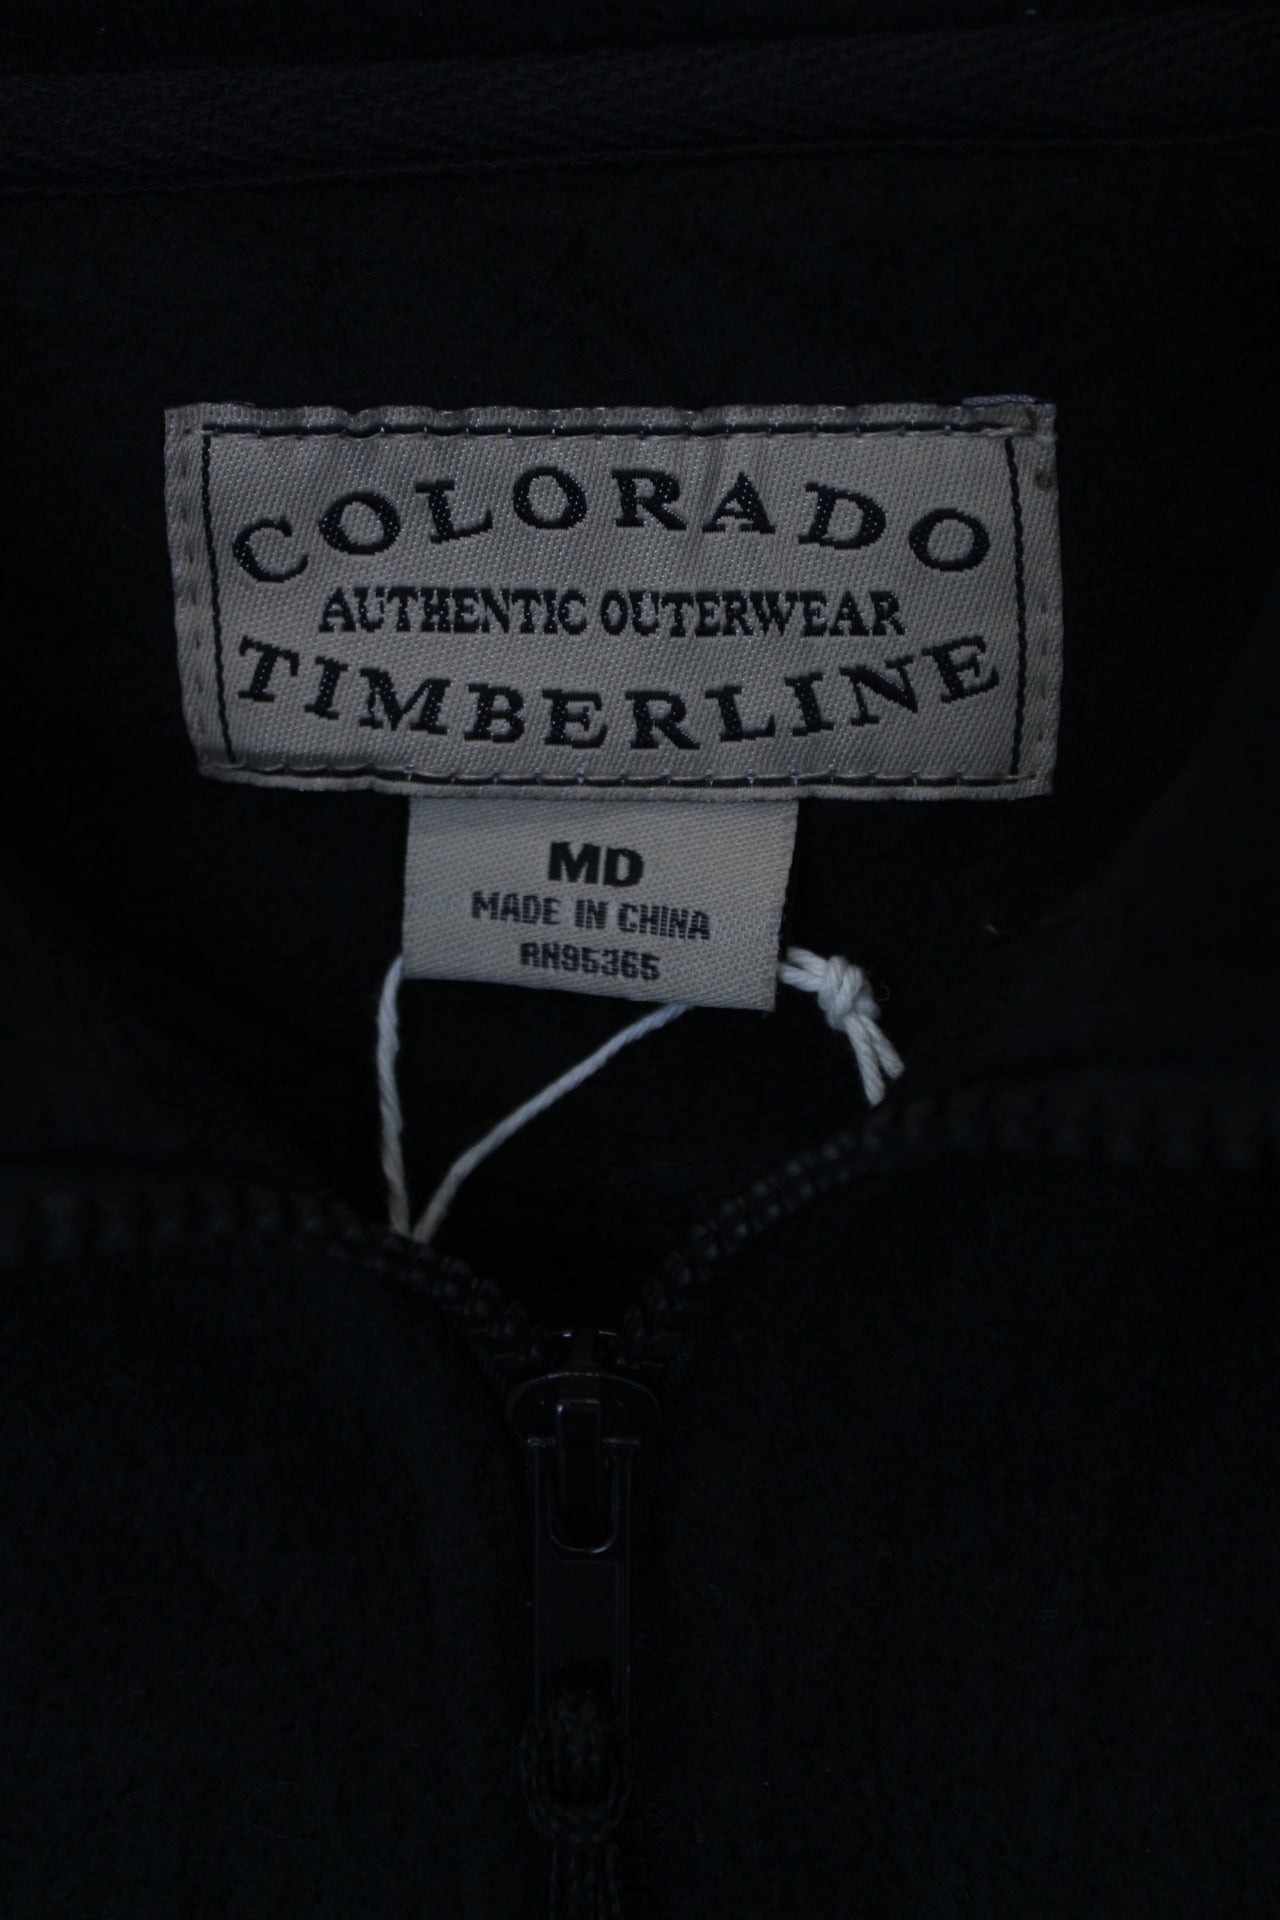 COLORADO
AUTHENTIC OUTERWEAR
TIMBERLINE
MD
MADE IN CHINA
RN95365